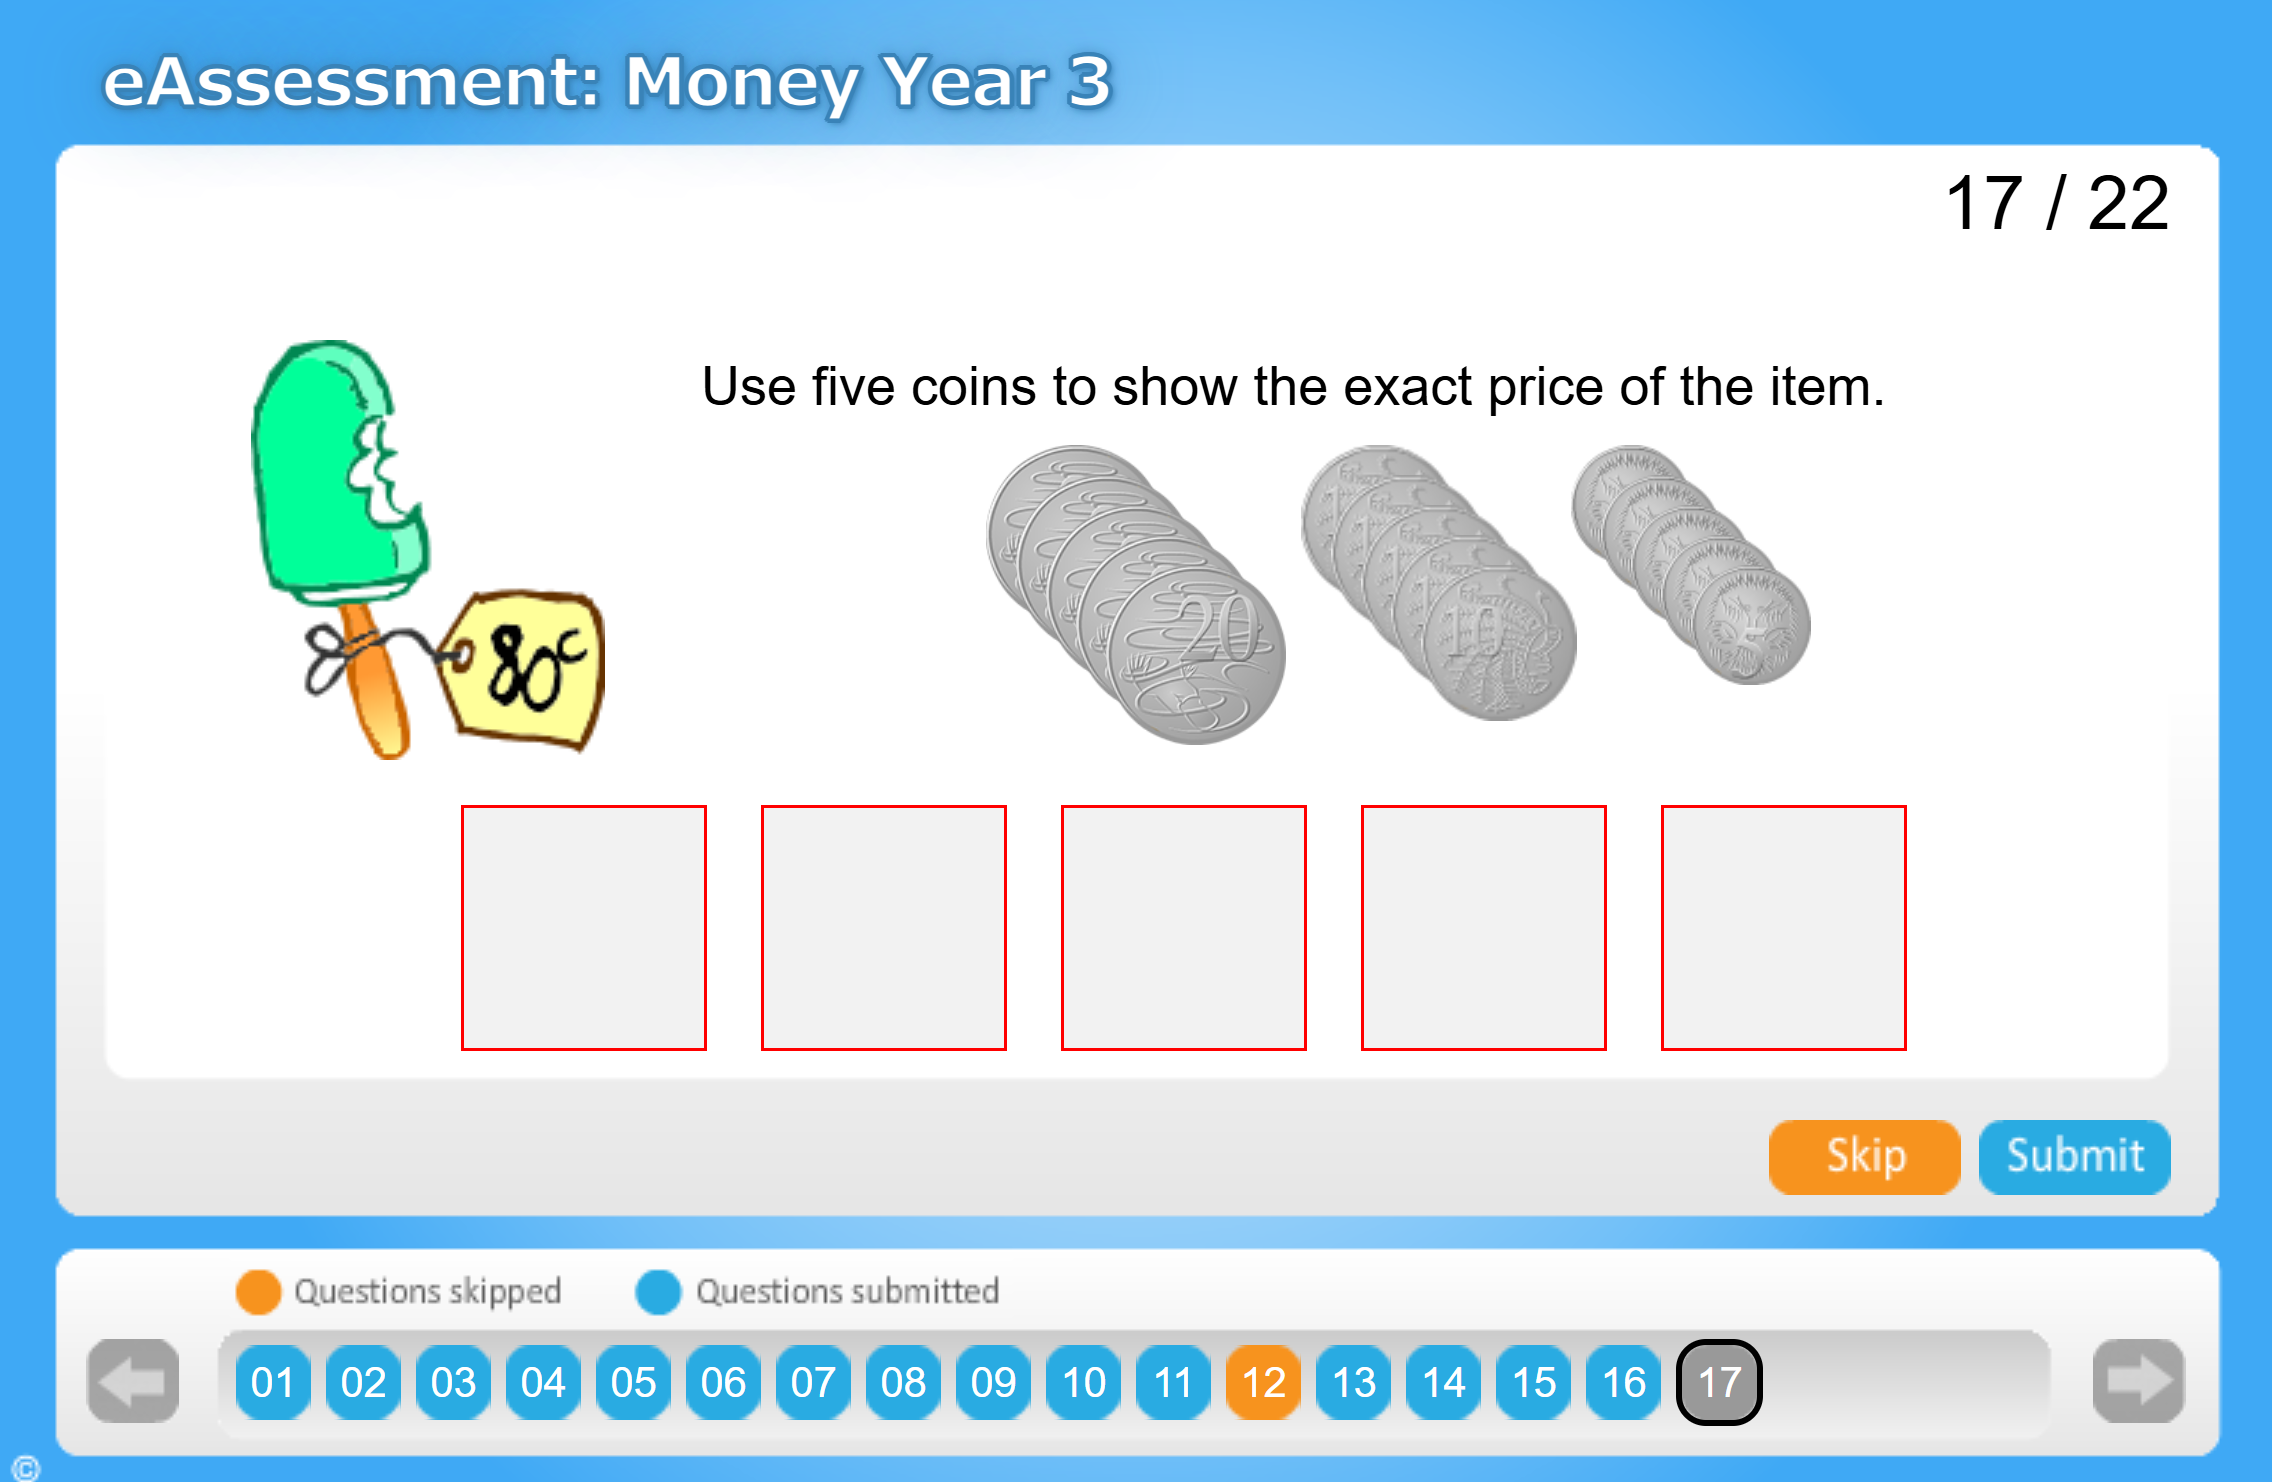 eAssessment: Money Year 3
17 / 22
Use five coins to show the exact price of the item.
20
10
5
80c
Skip
Submit
Questions skipped
Questions submitted
01 02 03 04 05 06 07 08 09 10 11 12 13 14 15 16 17
©